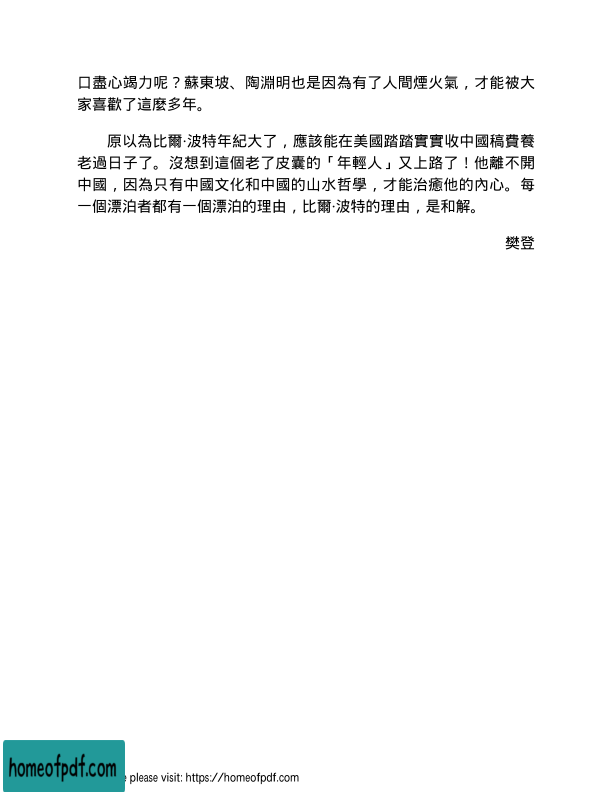 口盡心竭力呢？蘇東坡、陶淵明也是因為有了人間煙火氣，才能被大
家喜歡了這麼多年。
原以為比爾·波特年紀大了，應該能在美國踏踏實實收中國稿費養
老過日子了。沒想到這個老了皮囊的「年輕人」又上路了！他離不開
中國，因為只有中國文化和中國的山水哲學，才能治癒他的內心。每
一個漂泊者都有一個漂泊的理由，比爾·波特的理由，是和解。
樊登
homeofpdf.com
please visit: https://homeofpdf.com